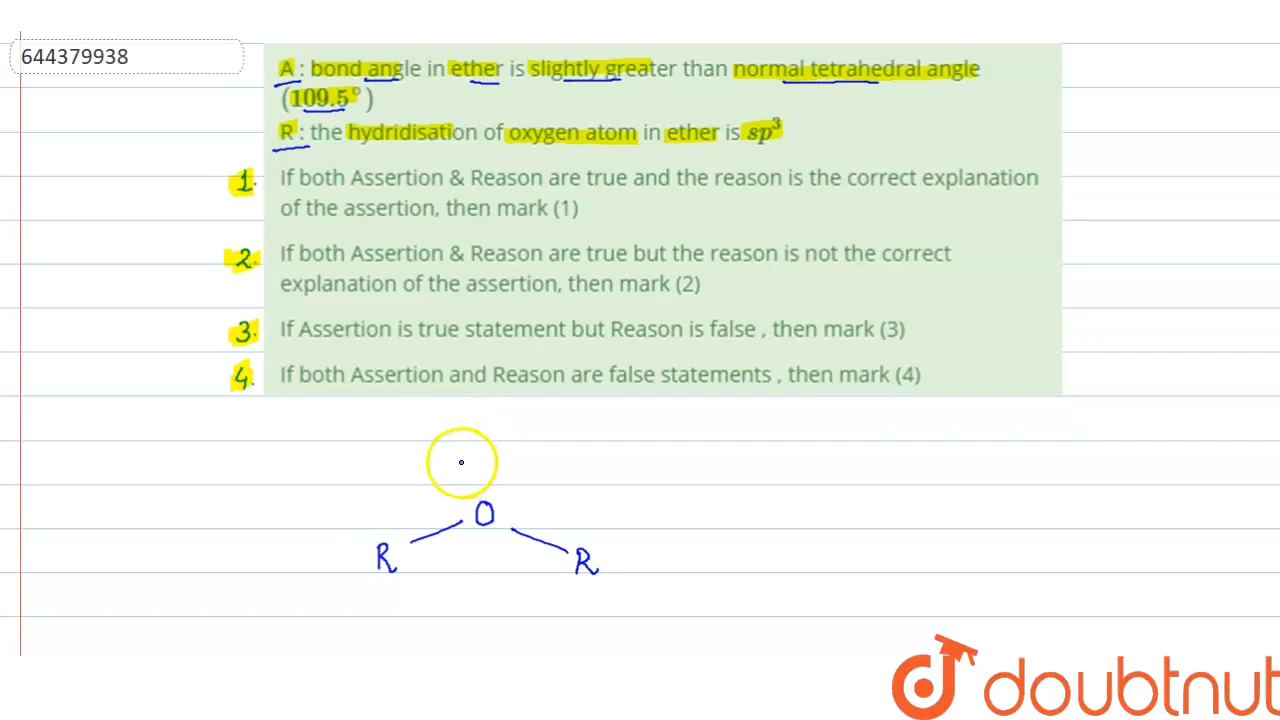 644379938
A : bond angle in ether is slightly greater than normal tetrahedral angle
(109.5°)
R : the hydridisation of oxygen atom in ether is sp³
1. If both Assertion & Reason are true and the reason is the correct explanation
of the assertion, then mark (1)
2. If both Assertion & Reason are true but the reason is not the correct
explanation of the assertion, then mark (2)
3. If Assertion is true statement but Reason is false , then mark (3)
4. If both Assertion and Reason are false statements , then mark (4)
O
R R
doubtnut